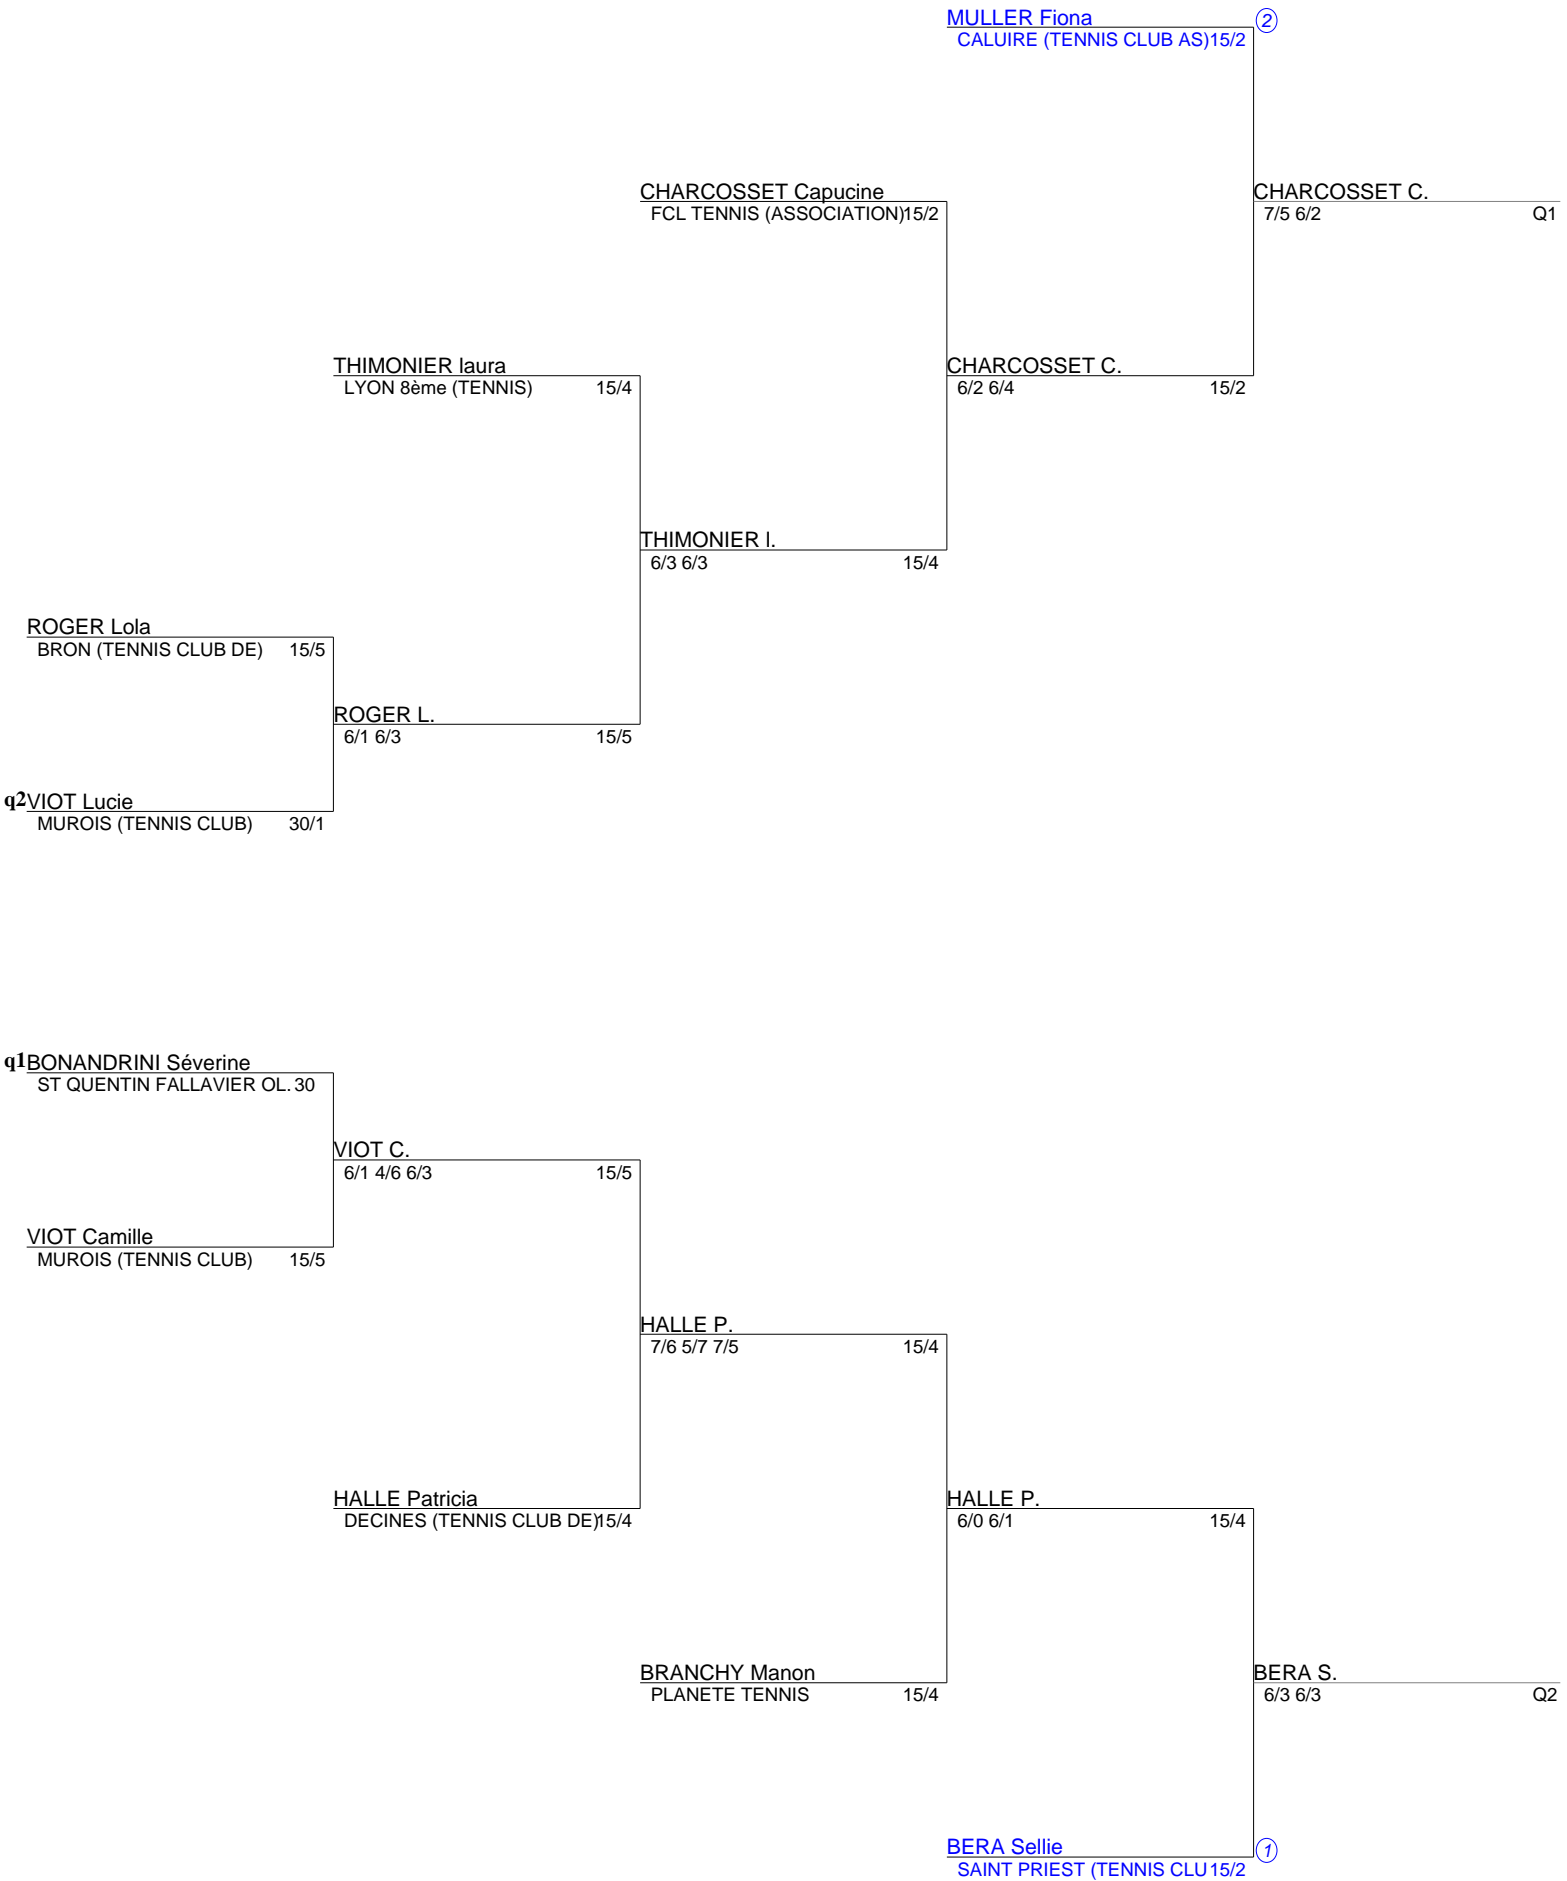 MULLER Fiona
2
CALUIRE (TENNIS CLUB AS)15/2
CHARCOSSET Capucine
FCL TENNIS (ASSOCIATION)15/2
CHARCOSSET C.
7/5 6/2 Q1
THIMONIER laura
LYON 8ème (TENNIS) 15/4
CHARCOSSET C.
6/2 6/4 15/2
THIMONIER l.
6/3 6/3 15/4
ROGER Lola
BRON (TENNIS CLUB DE) 15/5
ROGER L.
6/1 6/3 15/5
q2 VIOT Lucie
MUROIS (TENNIS CLUB) 30/1
q1 BONANDRINI Séverine
ST QUENTIN FALLAVIER OL. 30
VIOT C.
6/1 4/6 6/3 15/5
VIOT Camille
MUROIS (TENNIS CLUB) 15/5
HALLE P.
7/6 5/7 7/5 15/4
HALLE Patricia
DECINES (TENNIS CLUB DE)15/4
HALLE P.
6/0 6/1 15/4
BRANCHY Manon
PLANETE TENNIS 15/4
BERA S.
6/3 6/3 Q2
BERA Sellie
1
SAINT PRIEST (TENNIS CLU 15/2